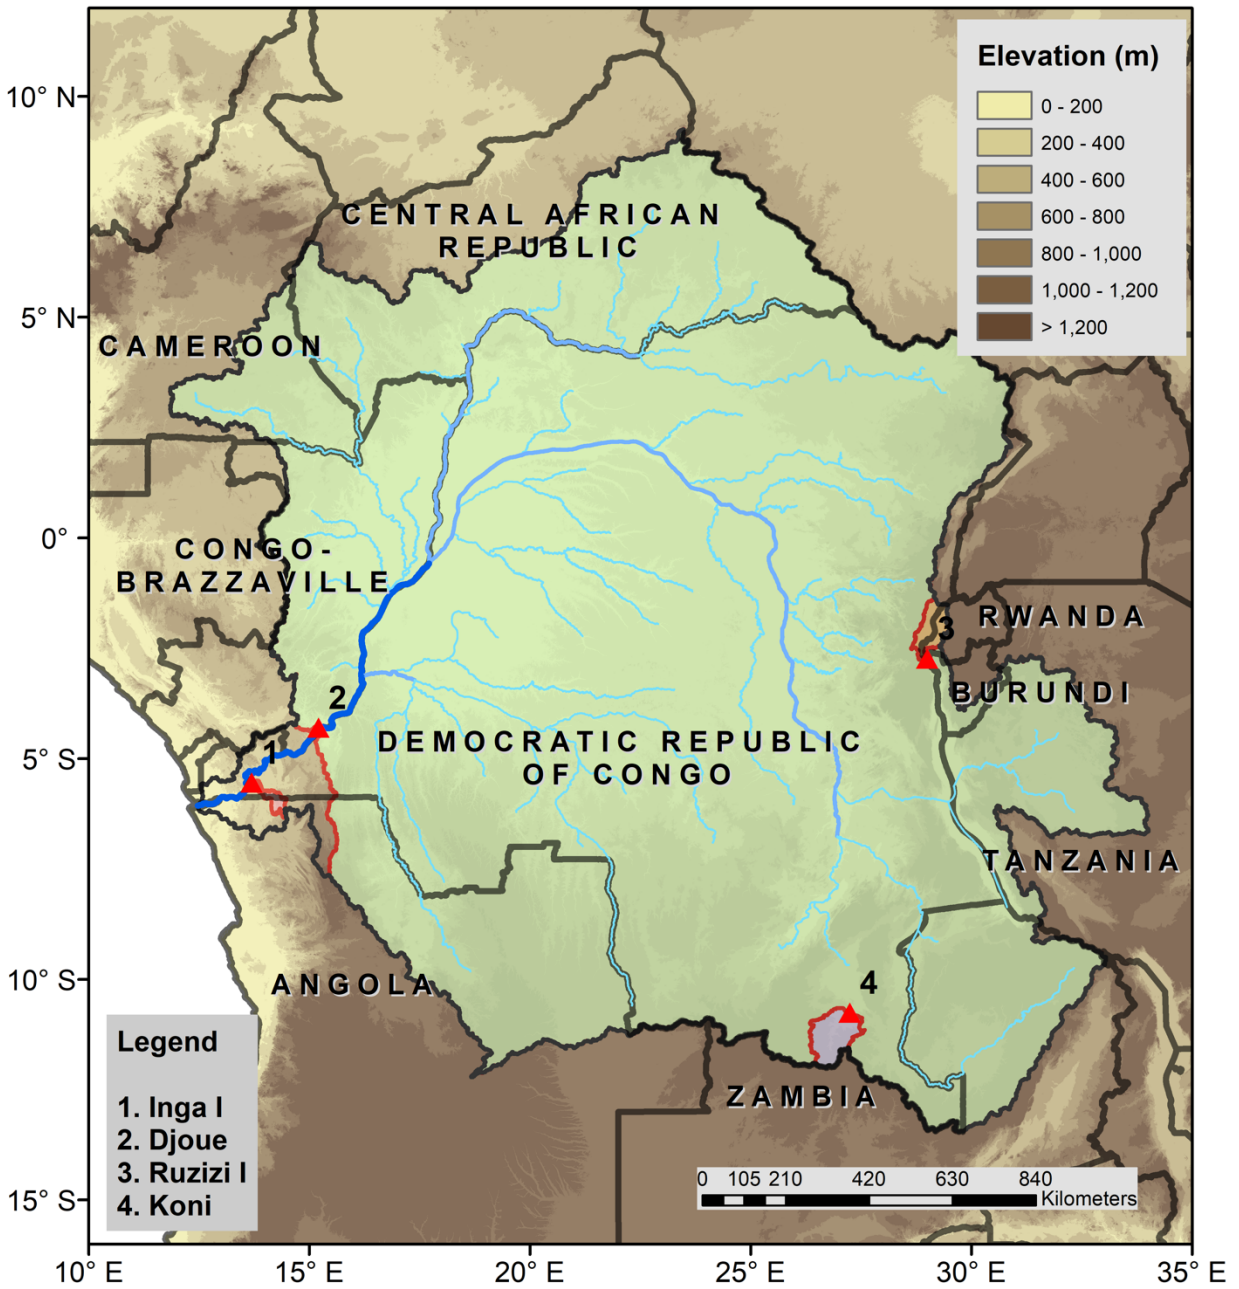 Elevation (m)
0 - 200
200 - 400
400 - 600
600 - 800
800 - 1,000
1,000 - 1,200
> 1,200
10° N
5° N
0°
5° S
10° S
15° S
CENTRAL AFRICAN
REPUBLIC
CAMEROON
CONGO-
BRAZZAVILLE
RWANDA
3
BURUNDI
2
1
DEMOCRATIC REPUBLIC
OF CONGO
TANZANIA
ANGOLA
4
ZAMBIA
Legend
1. Inga I
2. Djoue
3. Ruzizi I
4. Koni
0 105 210 420 630 840
Kilometers
10° E 15° E 20° E 25° E 30° E 35° E